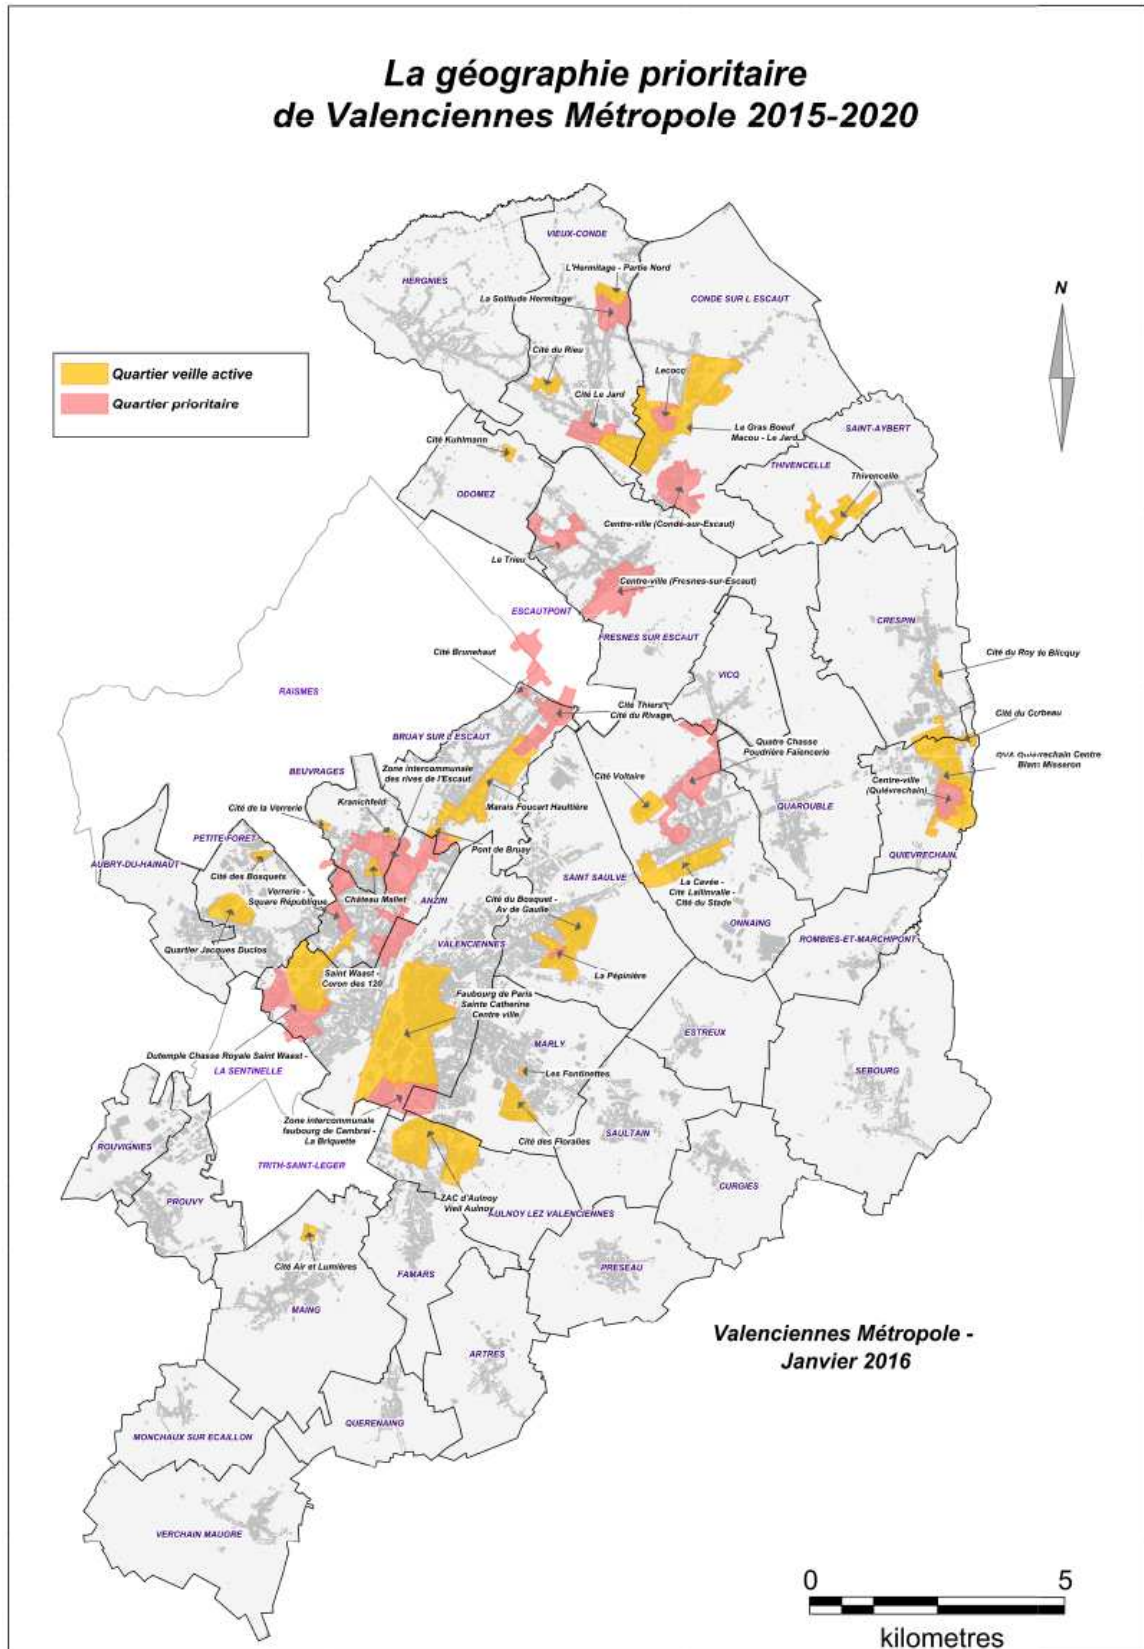 La géographie prioritaire
de Valenciennes Métropole 2015-2020
VIEUX-CONDE
L'Hermitage - Partie Nord
HERGNIES
La Solitude Hermitage
CONDE SUR L ESCAUT
N
Quartier veille active
Quartier prioritaire
Cité du Rieu
Lecocq
Cité Le Jard
Le Gras Boeuf
Macou - Le Jard
SAINT-AYBERT
Cité Kuhlmann
THIVENCELLE
Thivencelle
ODOMEZ
Centre-ville (Condé-sur-Escaut)
Le Trieu
Centre-ville (Fresnes-sur-Escaut)
ESCAUTPONT
CRESPIN
FRESNES SUR ESCAUT
Cité Brunehaut
Cité du Roy de Blicquy
VICQ
RAISMES
Cité Thiers
Cité du Rivage
Cité du Corbeau
BRUAY SUR L ESCAUT
Quatre Chasse
Poudrière Faïencerie
QVA Quiévrechain Centre
Blanc Misseron
Zone intercommunale
des rives de l'Escaut
BEUVRAGES
Cité Voltaire
Centre-ville
(Quiévrechain)
Kranichfeld
Marais Foucart Haultière
Cité de la Verrerie
QUAROUBLE
PETITE-FORET
Pont de Bruay
QUIEVRECHAIN
AUBRY-DU-HAINAUT
Cité des Bosquets
SAINT SAULVE
La Cavée -
Cité Lallinvalle -
Cité du Stade
Verrerie -
Square République
Château Mallet
ANZIN
Cité du Bosquet -
Av de Gaulle
ONNAING
VALENCIENNES
ROMBIES-ET-MARCHIPONT
Quartier Jacques Duclos
La Pépinière
Saint Waast -
Coron des 120
Faubourg de Paris
Sainte Catherine
Centre ville
ESTREUX
MARLY
Dutemple Chasse Royale Saint Waast -
LA SENTINELLE
Les Fontinettes
SEBOURG
Zone intercommunale
faubourg de Cambrai -
La Briquette
Cité des Floralies
SAULTAIN
ROUVIGNIES
TRITH-SAINT-LEGER
CURGIES
PROUVY
ZAC d'Aulnoy
Vieil Aulnoy
AULNOY LEZ VALENCIENNES
Cité Air et Lumières
FAMARS
PRESEAU
MAING
Valenciennes Métropole -
Janvier 2016
ARTRES
QUERENAING
MONCHAUX SUR ECAILLON
VERCHAIN MAUGRE
0 5
kilometres